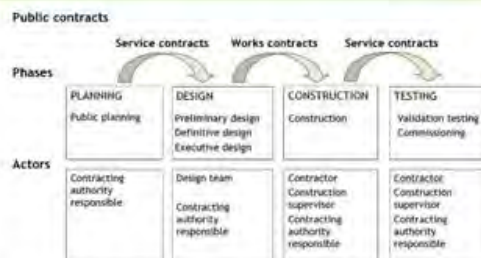 Public contracts
Service contracts Works contracts Service contracts
Phases
PLANNING
Public planning
DESIGN
Preliminary design
Definitive design
Executive design
CONSTRUCTION
Construction
TESTING
Validation testing
Commissioning
Actors
Contracting
authority
responsible
Design team
Contracting
authority
responsible
Contractor
Construction
supervisor
Contracting
authority
responsible
Contractor
Construction
supervisor
Contracting
authority
responsible